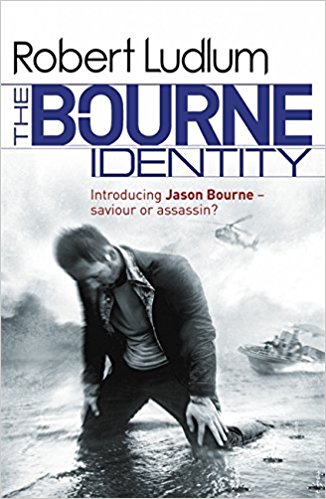 Robert Ludlum
THE
BOURNE
IDENTITY
Introducing Jason Bourne –
saviour or assassin?